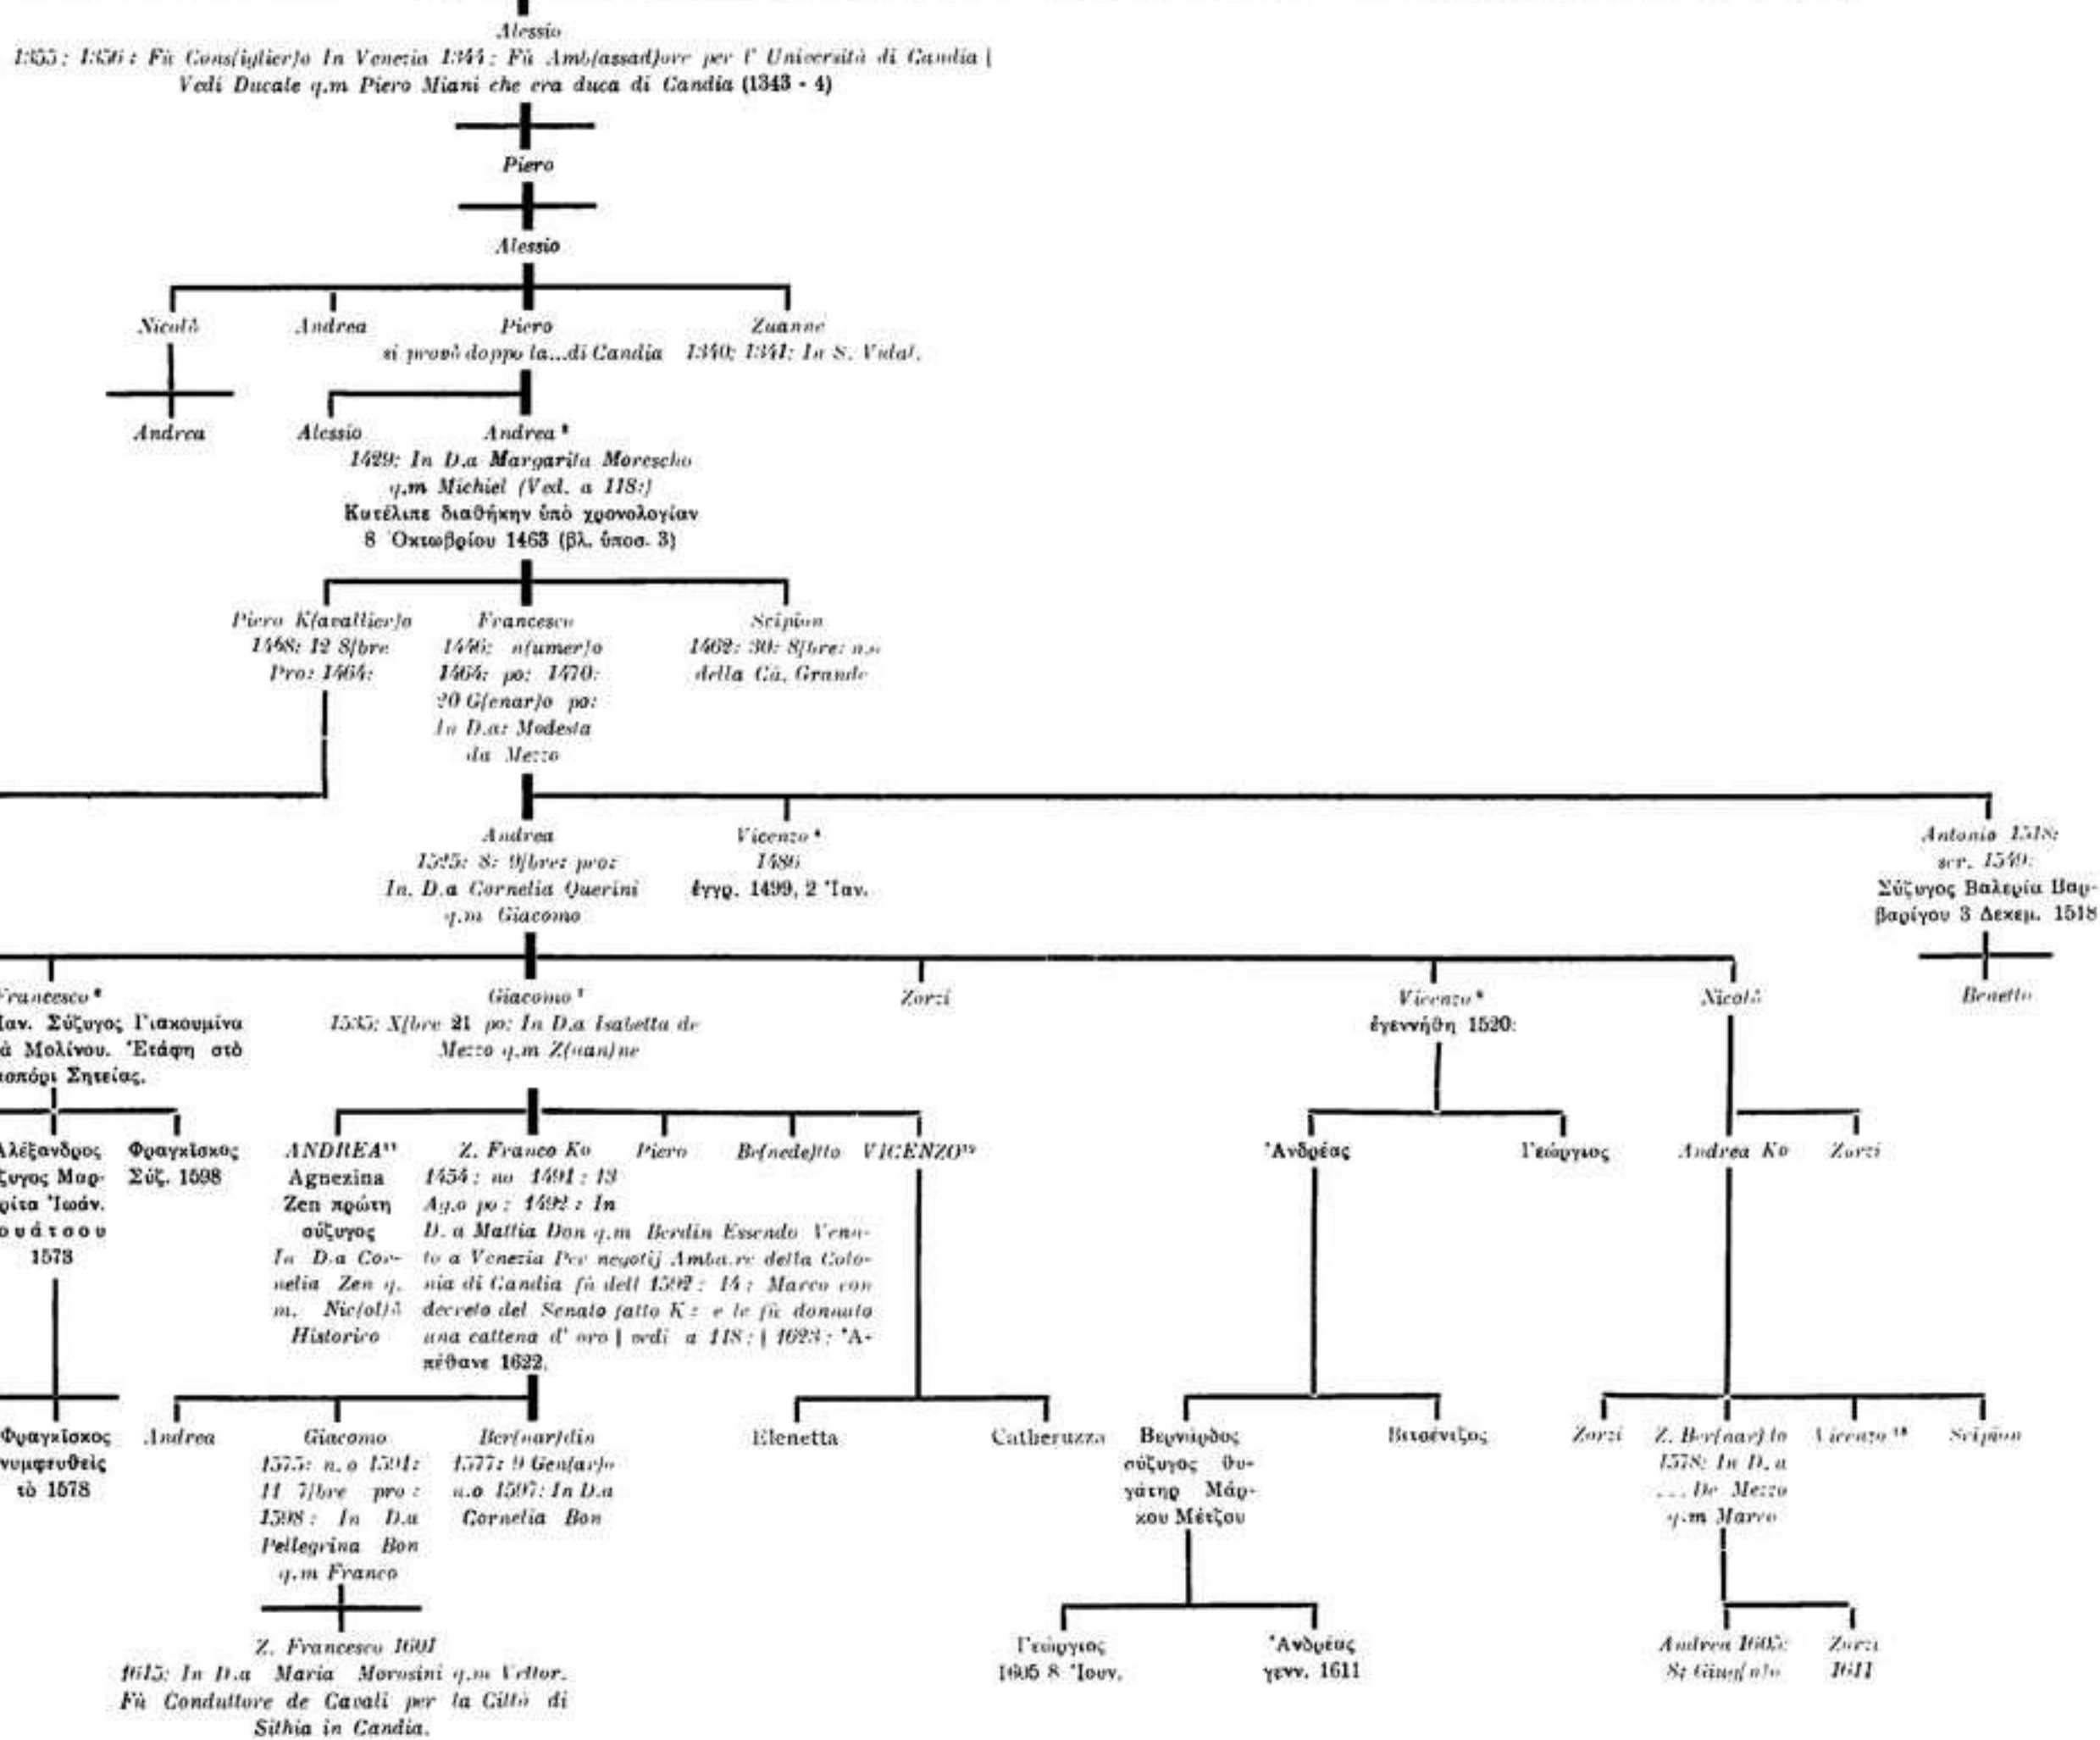 Alessio
1355; 1356: Fù Cons(iglier)o In Venezia 1344: Fù Amb(assad)ore per l' Università di Candia |
Vedi Ducale q.m Piero Miani che era duca di Candia (1343 - 4)
Piero
Alessio
Nicolò Andrea Piero Zuanne
si provò doppo la...di Candia 1340; 1341: In S. Vidal.
Andrea Alessio Andrea
1429: In D.a Margarita Morescho
q.m Michiel (Ved. a 118:)
Κατέλιπε διαθήκην ὑπὸ χρονολογίαν
8 Ὀκτωβρίου 1463 (βλ. ὑποσ. 3)
Piero K(avallier)o Francesco Scipion
1468: 12 8/bre 1446: n(umer)o 1462: 30: 8/bre:
Pro: 1464: 1464: po: 1470: della Cà. Grande
20 G(enar)o po:
In D.a: Modesta
da Mezzo
Andrea Vicenzo Antonio 1518:
1525: 8: 9/bre: pro: 1486 scr. 1549:
In. D.a Cornelia Querini ἐγγρ. 1499, 2 Ἰαν. Σύζυγος Βαλερία Βαρ-
q.m Giacomo βαρίγου 3 Δεκεμ. 1518
Francesco Giacomo Zorzi Vicenzo Nicolò Benetto
Ἰαν. Σύζυγος Γιακουμίνα 1535: X/bre 21 po: In D.a Isabetta de ἐγεννήθη 1520:
ὰ Μολίνου. Ἐτάφη στὸ Mezzo q.m Z(uan)ne
σπόρι Σητείας.
Ἀλέξανδρος Φραγκῖσκος ANDREA¹¹ Z. Franco Ko Piero Be(nede)tto VICENZO¹² Ἀνδρέας Γεώργιος Andrea Ko Zorzi
ζυγος Μαρ- Σύζ. 1598 Agnezina 1454: no 1491: 13
ρίτα Ἰωάν. Zen πρώτη Ag.o po: 1492: In
ουάτσου σύζυγος D. a Mattia Don q.m Berdin Essendo Venu-
1573 In D.a Cor- to a Venezia Per negotij Amba.re della Colo-
nelia Zen q. nia di Candia fù dell 1592: 14: Marco con
m. Nic(ol)ò decreto del Senato fatto K: e le fù donnato
Historico una cattena d' oro | vedi a 118: | 1623: Ἀ-
πέθανε 1622.
Φραγκῖσκος Andrea Giacomo Ber(nar)din Elenetta Catheruzza Βερνάρδος Βιτσέντζος Zorzi Z. Ber(nar)to Vicenzo Scipion
νυμφευθεὶς 1575: n.o 1591: 1577: 9 Gen(ar)o σύζυγος θυ- 1578: In D.a
τὸ 1578 11 7/bre pro: n.o 1597: In D.a γάτηρ Μάρ- ... De Mezzo
1598: In D.a Cornelia Bon κου Μέτζου q.m Marco
Pellegrina Bon
q.m Franco
Z. Francesco 1601 Γεώργιος Ἀνδρέας Andrea 1605: Zorzi
1615: In D.a Maria Morosini q.m Vettor. 1605 8 Ἰουν. γενν. 1611 8: Giug(n)o 1611
Fù Conduttore de Cavali per la Città di
Sithia in Candia.